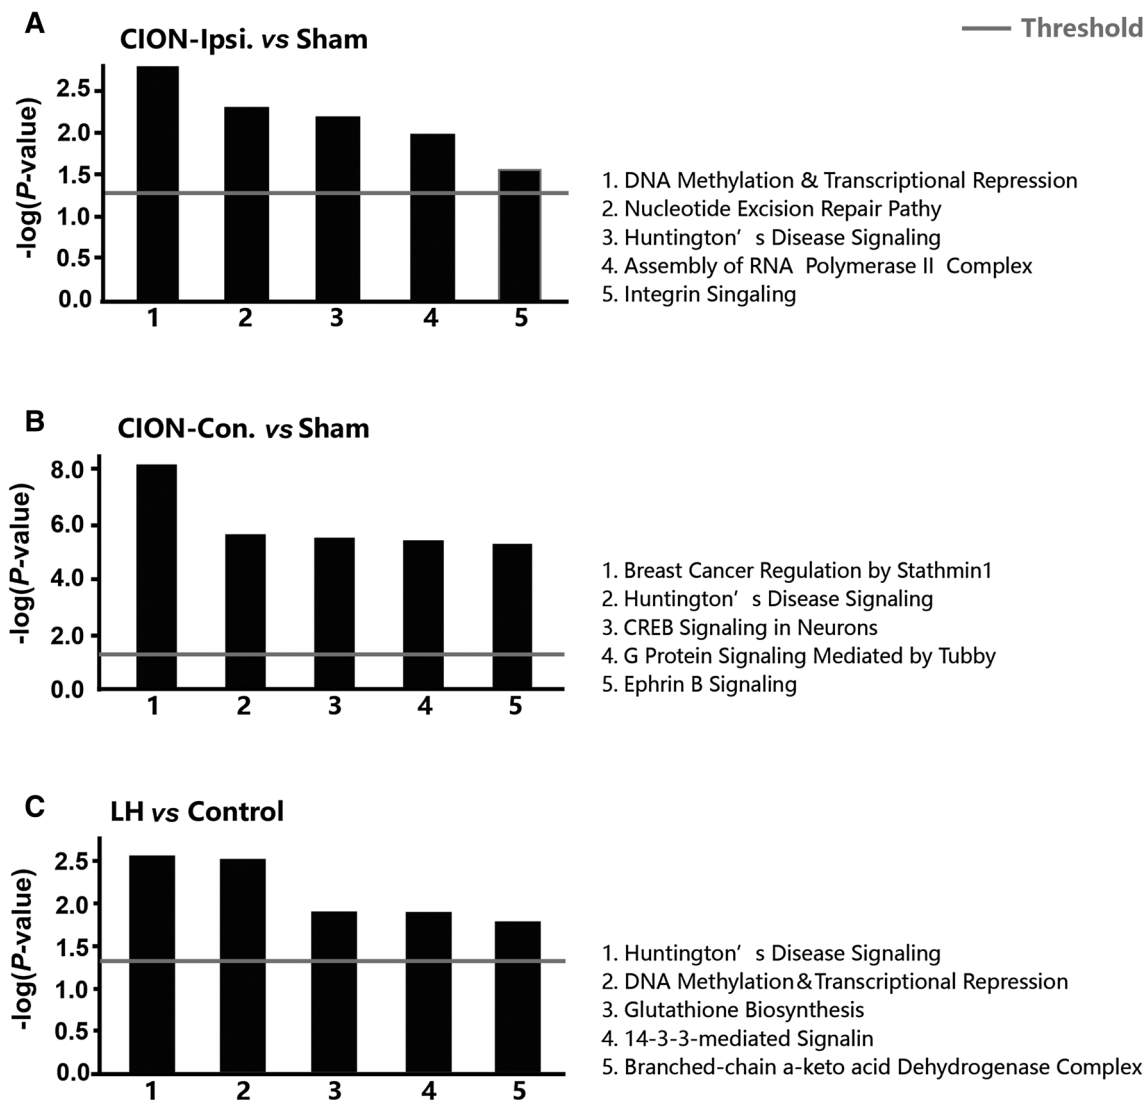 A
CION-Ipsi. vs Sham
Threshold
-log(P-value)
2.5
2.0
1.5
1.0
0.5
0.0
1 2 3 4 5
1. DNA Methylation & Transcriptional Repression
2. Nucleotide Excision Repair Pathy
3. Huntington’ s Disease Signaling
4. Assembly of RNA Polymerase II Complex
5. Integrin Singaling
B
CION-Con. vs Sham
-log(P-value)
8.0
6.0
4.0
2.0
0.0
1 2 3 4 5
1. Breast Cancer Regulation by Stathmin1
2. Huntington’ s Disease Signaling
3. CREB Signaling in Neurons
4. G Protein Signaling Mediated by Tubby
5. Ephrin B Signaling
C
LH vs Control
-log(P-value)
2.5
2.0
1.5
1.0
0.5
0.0
1 2 3 4 5
1. Huntington’ s Disease Signaling
2. DNA Methylation&Transcriptional Repression
3. Glutathione Biosynthesis
4. 14-3-3-mediated Signalin
5. Branched-chain a-keto acid Dehydrogenase Complex